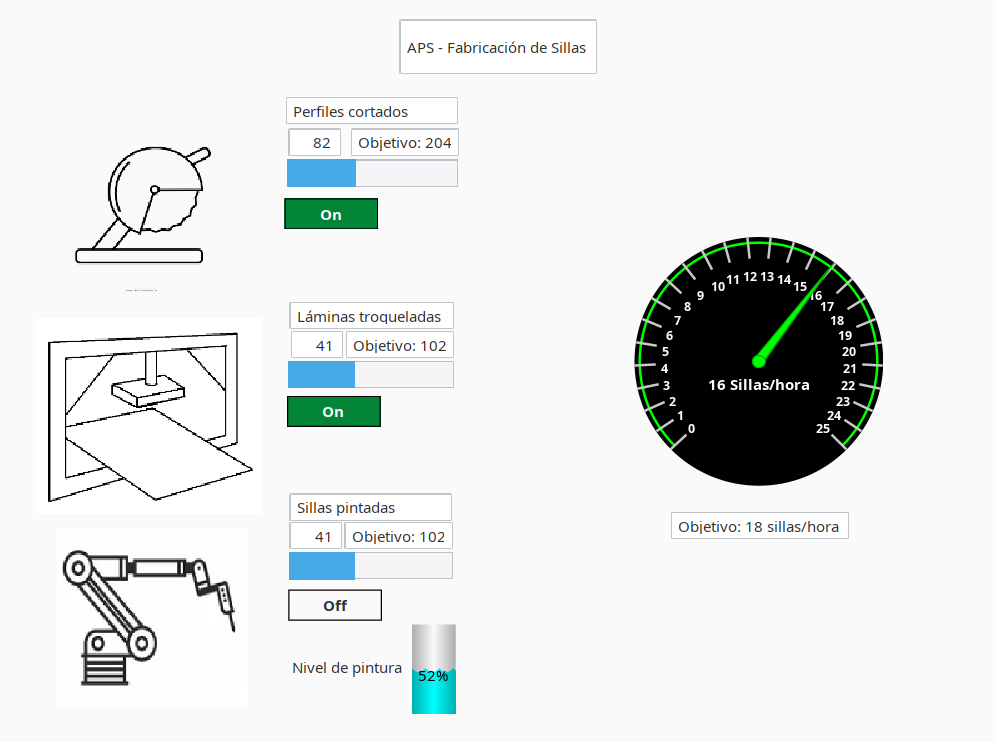 APS - Fabricación de Sillas
Perfiles cortados
82
Objetivo: 204
On
Láminas troqueladas
41
Objetivo: 102
On
Sillas pintadas
41
Objetivo: 102
Off
Nivel de pintura
52%
0
1
2
3
4
5
6
7
8
9
10
11
12
13
14
15
16
17
18
19
20
21
22
23
24
25
16 Sillas/hora
Objetivo: 18 sillas/hora